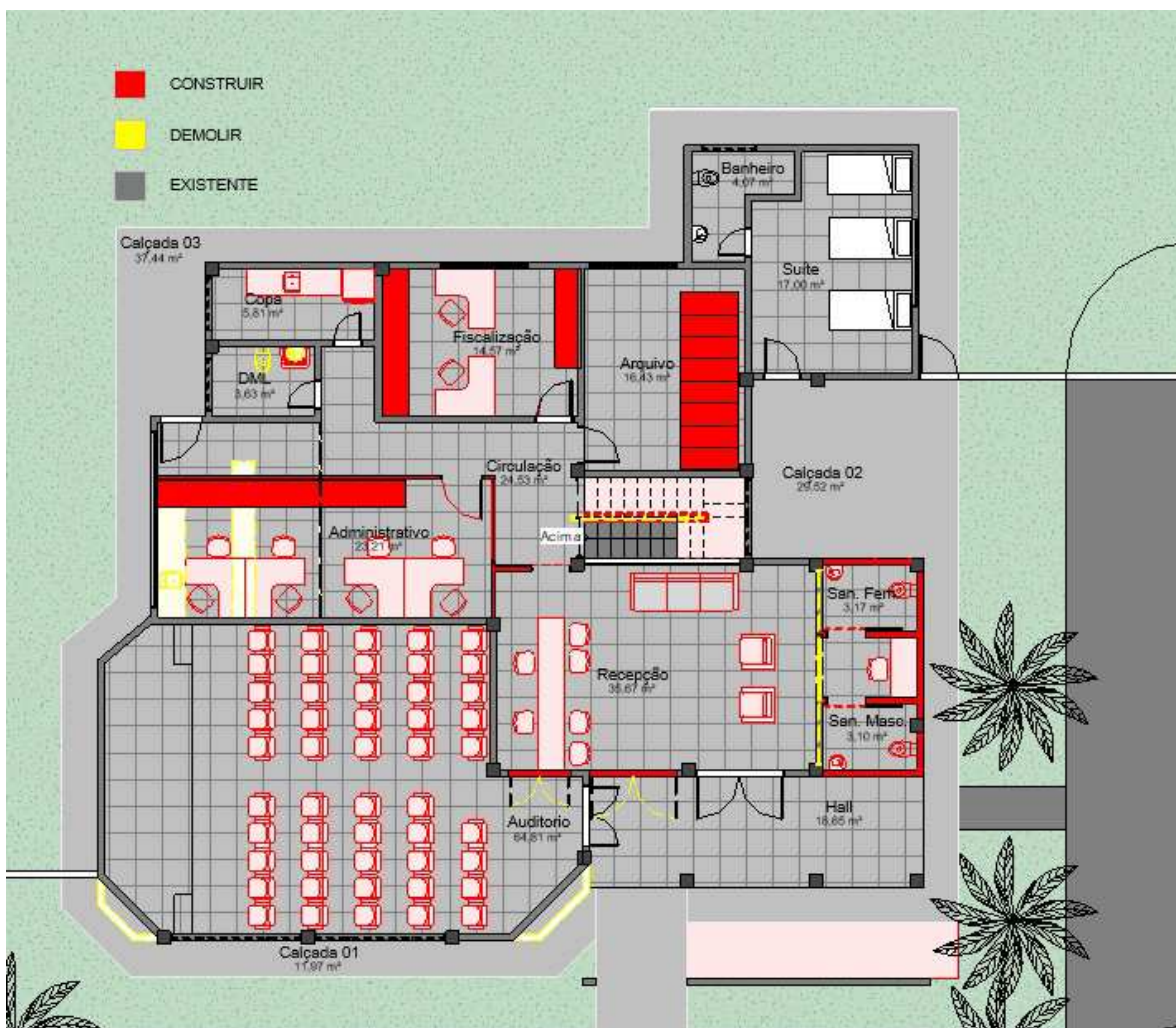 CONSTRUIR
DEMOLIR
EXISTENTE
Banheiro
4,07 m²
Calçada 03
37,44 m²
Suíte
17,00 m²
Copa
5,81 m²
Fiscalização
14,57 m²
Arquivo
16,43 m²
DML
3,63 m²
Circulação
24,53 m²
Calçada 02
29,52 m²
Administrativo
23,21 m²
Acima
San. Fem.
3,17 m²
Recepção
35,67 m²
San. Masc.
3,10 m²
Auditorio
64,81 m²
Hall
18,65 m²
Calçada 01
11,97 m²